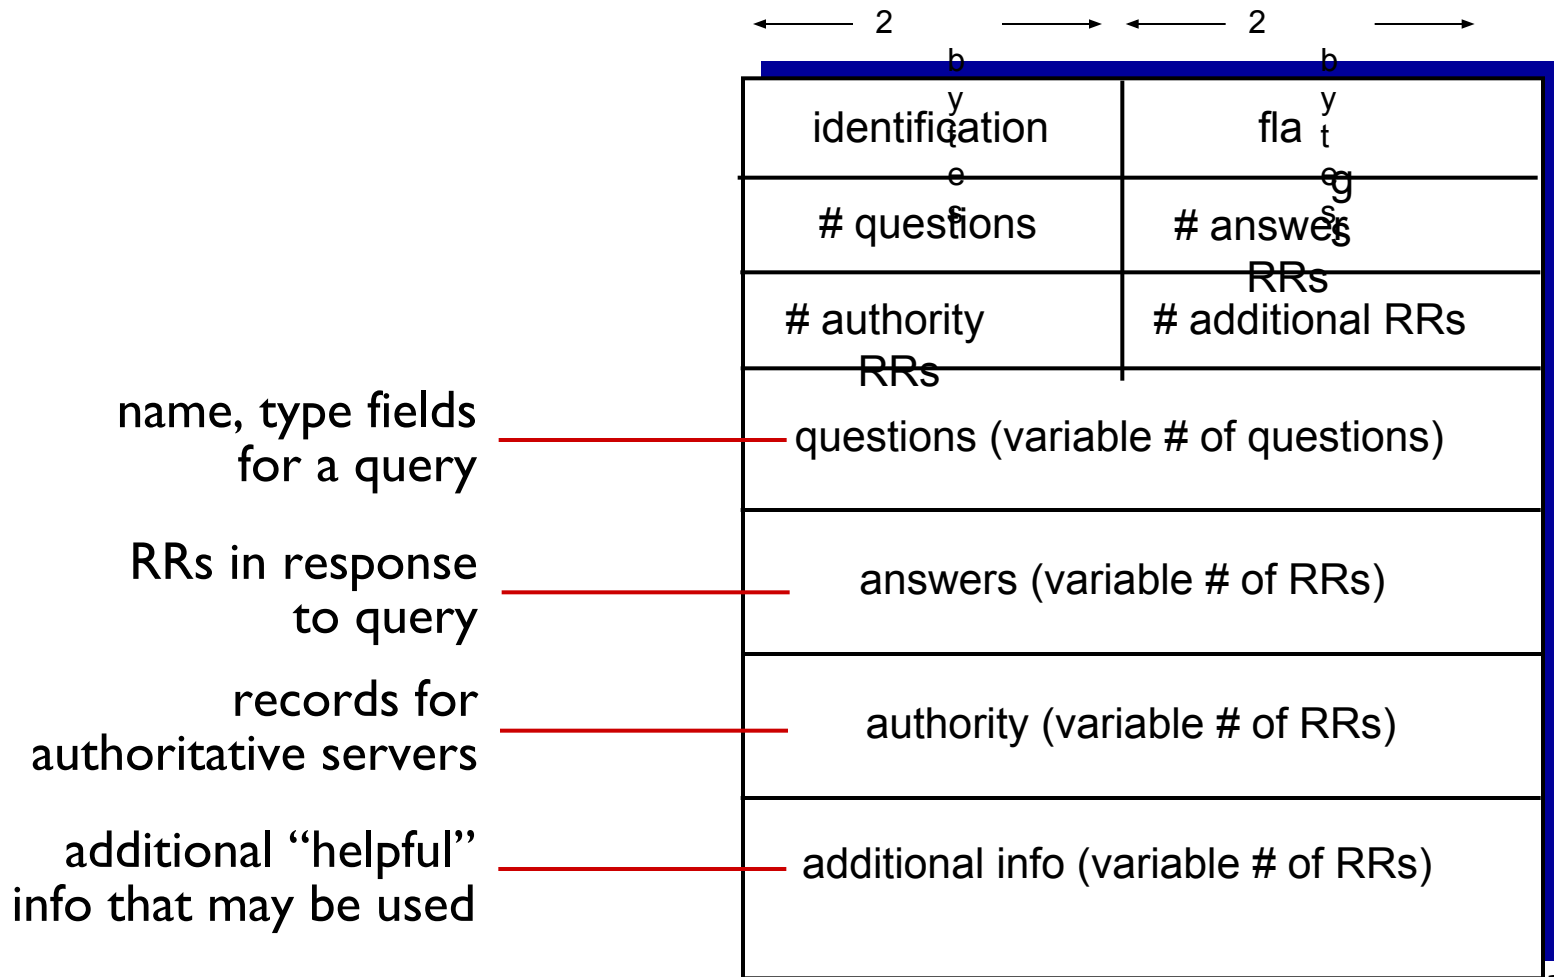 2 bytes 2 bytes
identification flags
# questions # answer
RRs
# authority # additional RRs
RRs
name, type fields
for a query
questions (variable # of questions)
RRs in response
to query
answers (variable # of RRs)
records for
authoritative servers
authority (variable # of RRs)
additional “helpful”
info that may be used
additional info (variable # of RRs)